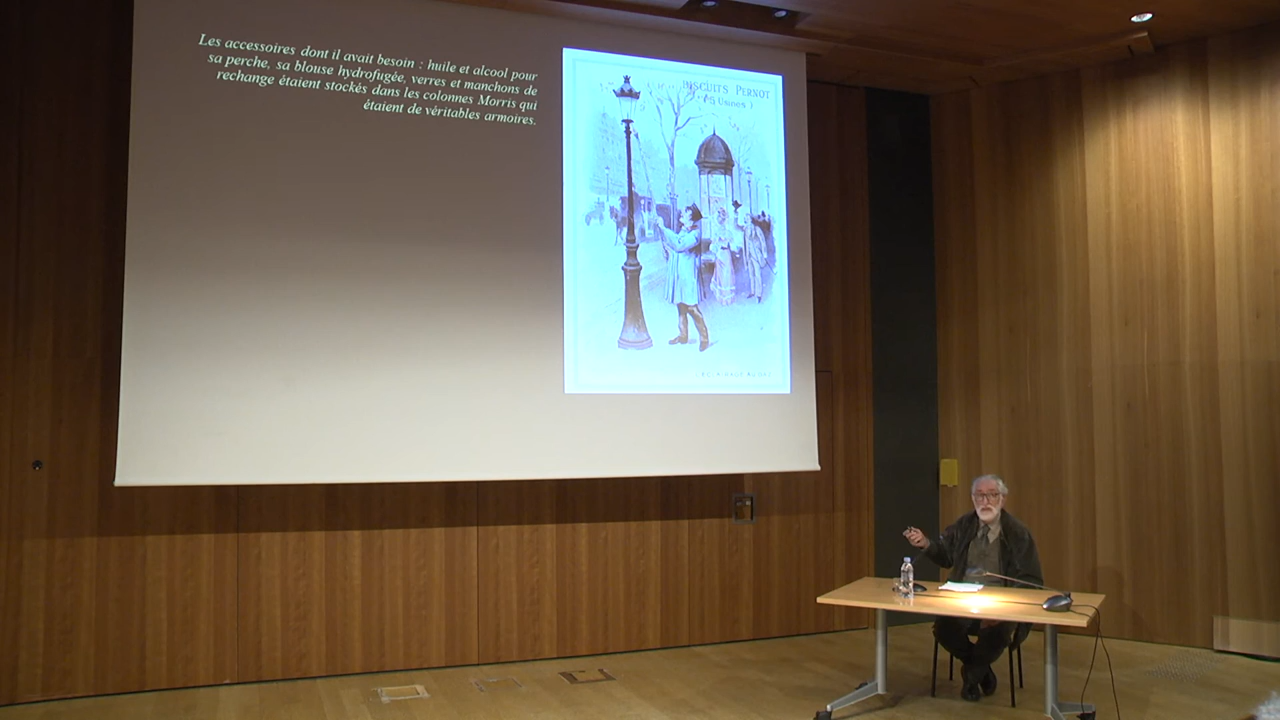 Les accessoires dont il avait besoin : huile et alcool pour
sa perche, sa blouse hydrofugée, verres et manchons de
rechange étaient stockés dans les colonnes Morris qui
étaient de véritables armoires.
BISCUITS PERNOT
Usines